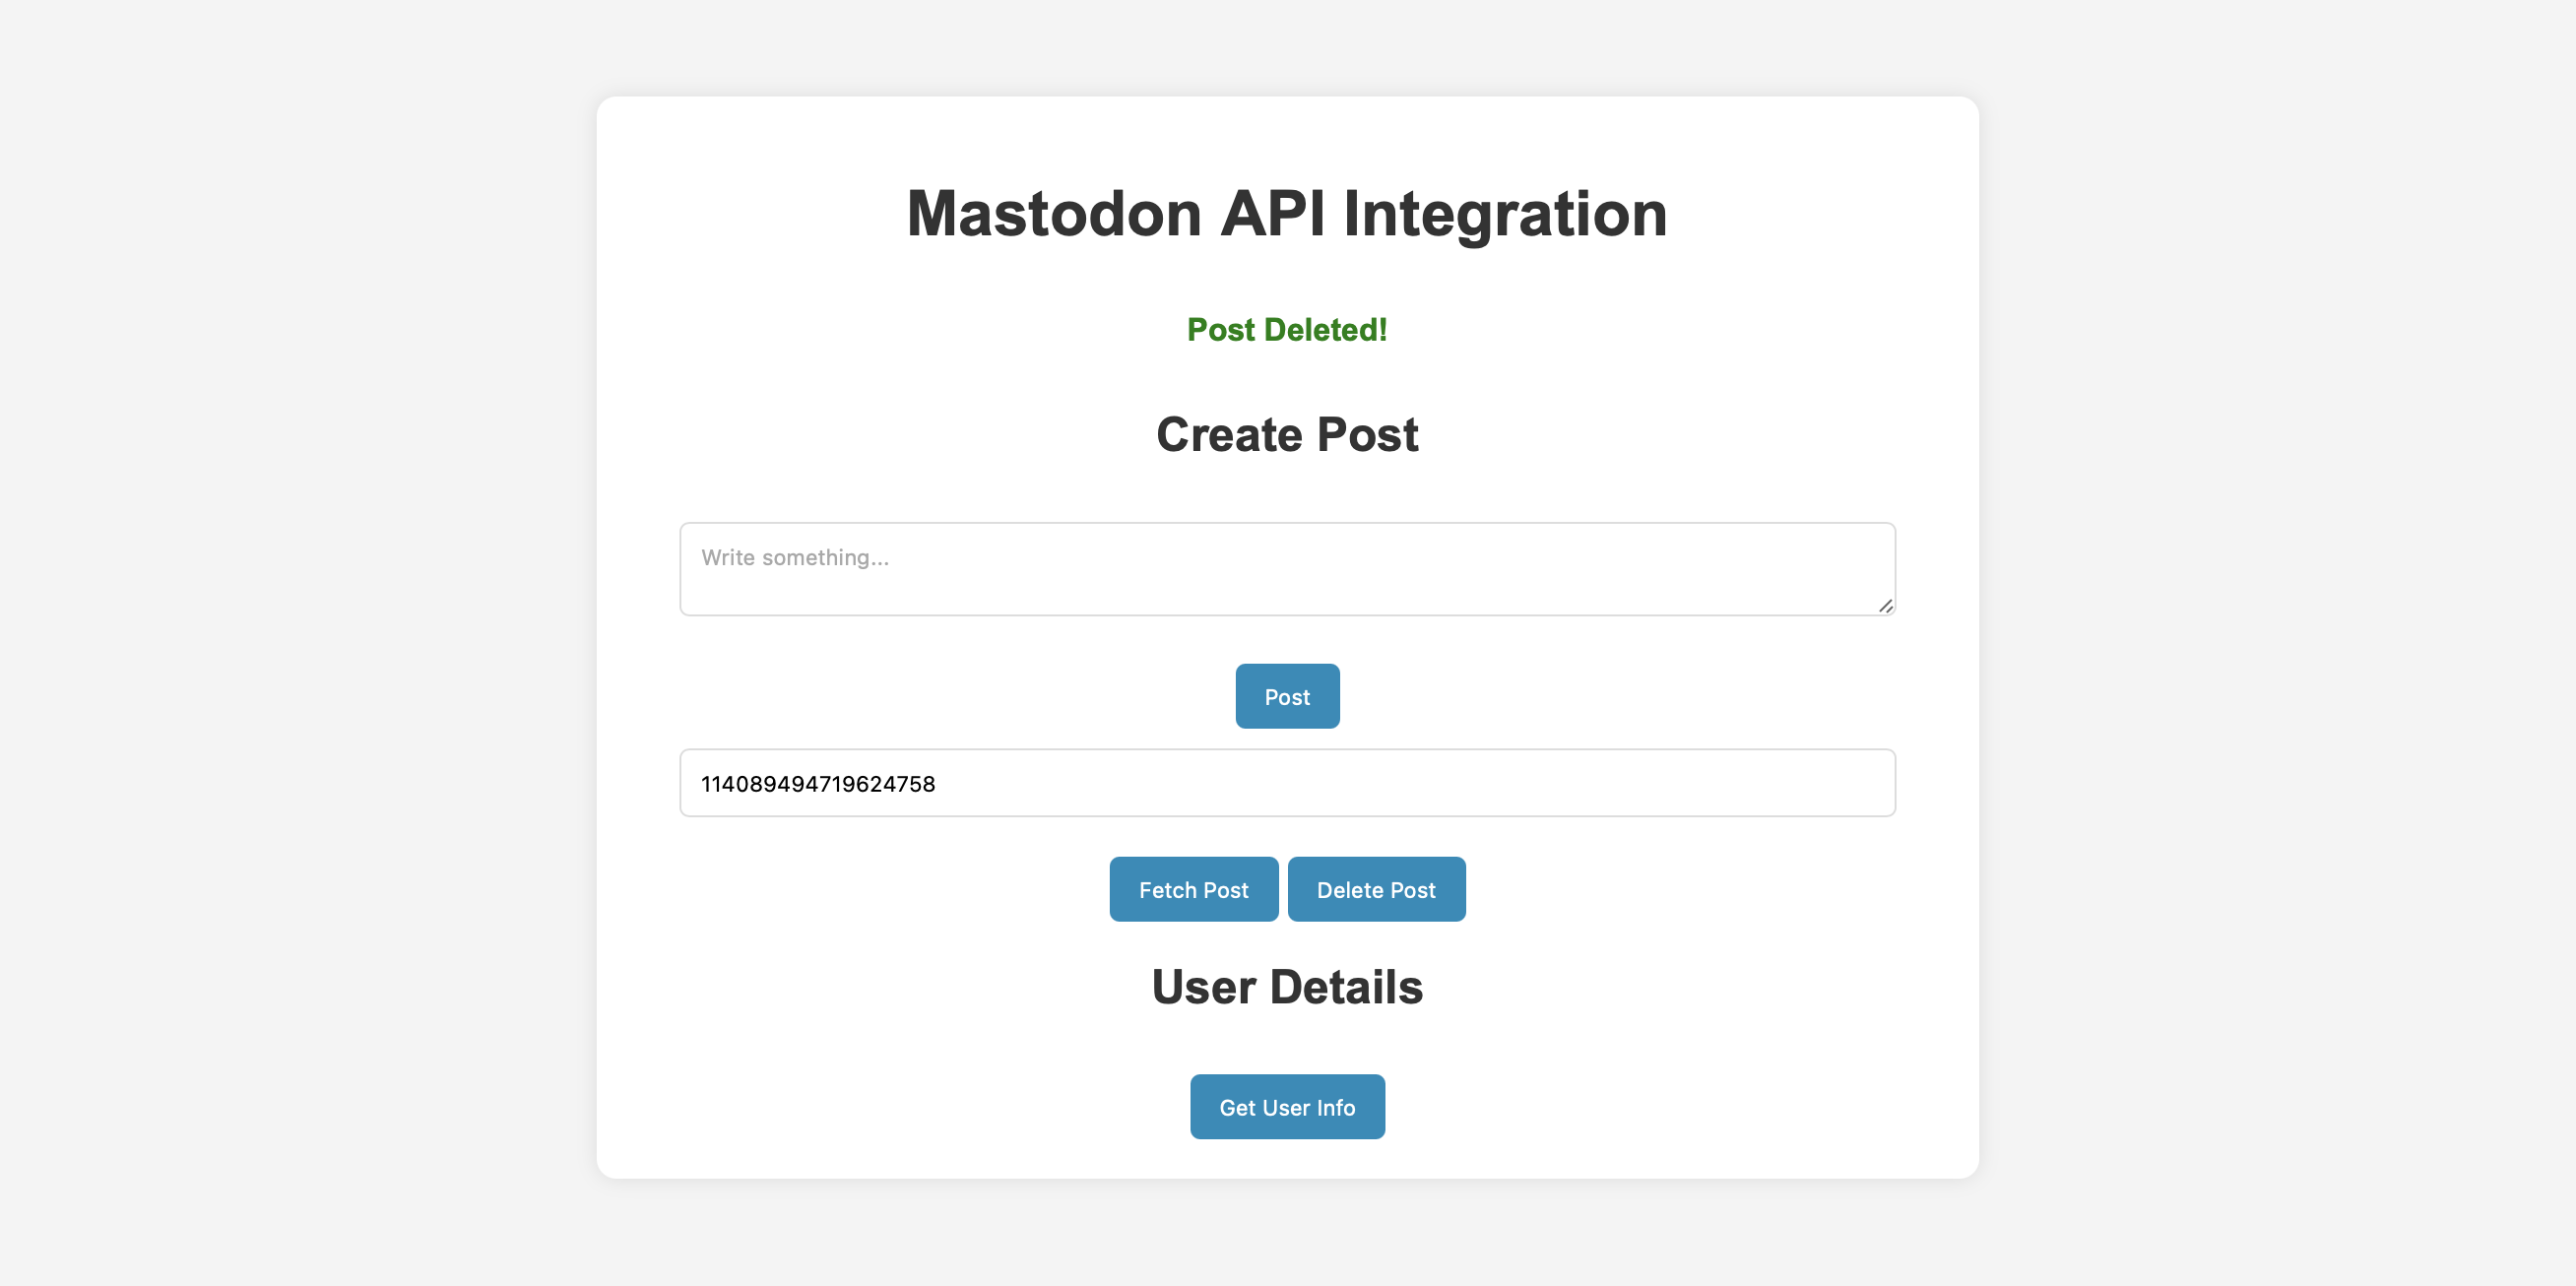 Mastodon API Integration
Post Deleted!
Create Post
Write something...
Post
114089494719624758
Fetch Post Delete Post
User Details
Get User Info